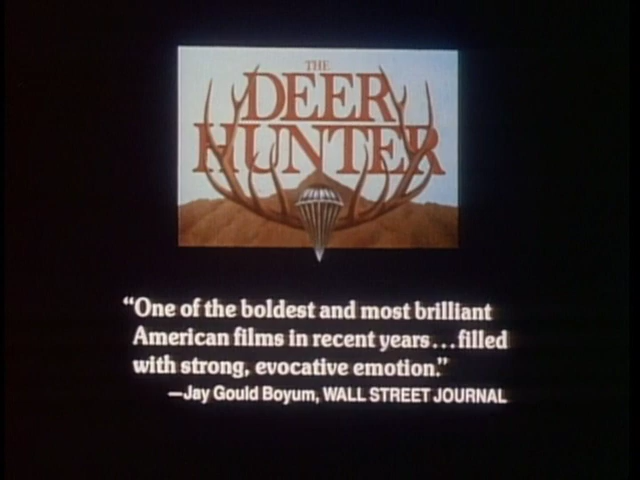 THE
DEER
HUNTER
“One of the boldest and most brilliant
American films in recent years...filled
with strong, evocative emotion.”
—Jay Gould Boyum, WALL STREET JOURNAL